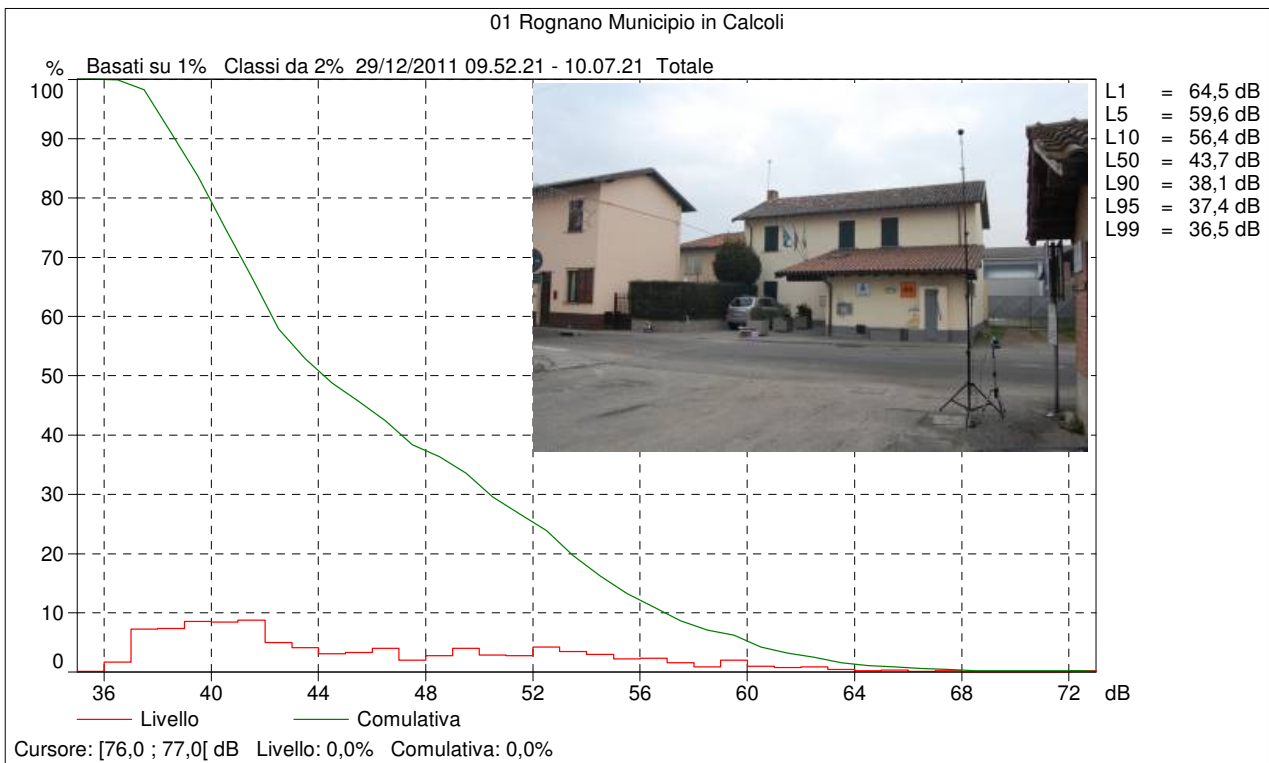 01 Rognano Municipio in Calcoli
% Basati su 1% Classi da 2% 29/12/2011 09.52.21 - 10.07.21 Totale
100
90
80
70
60
50
40
30
20
10
0
36 40 44 48 52 56 60 64 68 72 dB
Livello Comulativa
Cursore: [76,0 ; 77,0[ dB Livello: 0,0% Comulativa: 0,0%
L1 = 64,5 dB
L5 = 59,6 dB
L10 = 56,4 dB
L50 = 43,7 dB
L90 = 38,1 dB
L95 = 37,4 dB
L99 = 36,5 dB